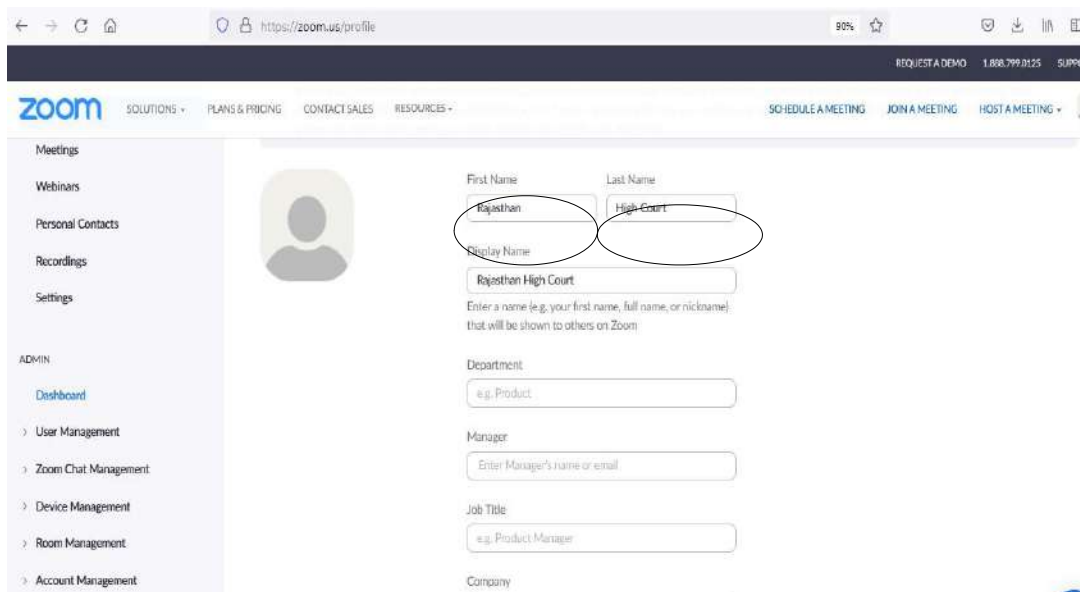 https://zoom.us/profile
90%
REQUEST A DEMO 1.888.799.0125
zoom SOLUTIONS PLANS & PRICING CONTACT SALES RESOURCES SCHEDULE A MEETING JOIN A MEETING HOST A MEETING
Meetings
Webinars
Personal Contacts
Recordings
Settings
ADMIN
Dashboard
User Management
Zoom Chat Management
Device Management
Room Management
Account Management
First Name Last Name
Rajasthan High Court
Display Name
Rajasthan High Court
Enter a name (e.g. your first name, full name, or nickname)
that will be shown to others on Zoom
Department
e.g. Product
Manager
Enter Manager's name or email
Job Title
e.g. Product Manager
Company